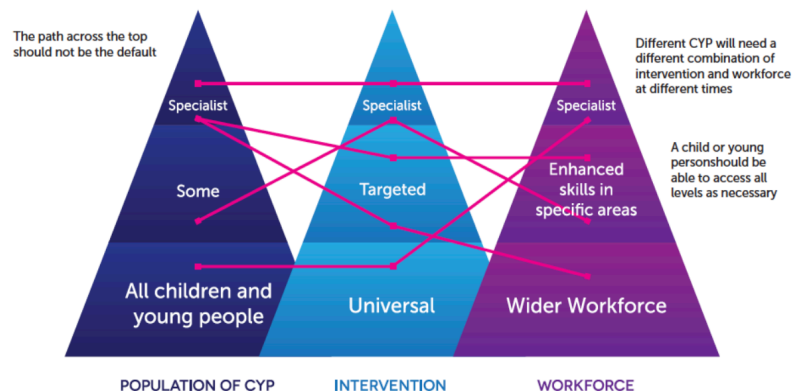 The path across the top
should not be the default
Different CYP will need a
different combination of
intervention and workforce
at different times
A child or young
personshould be
able to access all
levels as necessary
Specialist
Some
All children and
young people
Specialist
Targeted
Universal
Specialist
Enhanced
skills in
specific areas
Wider Workforce
POPULATION OF CYP
INTERVENTION
WORKFORCE